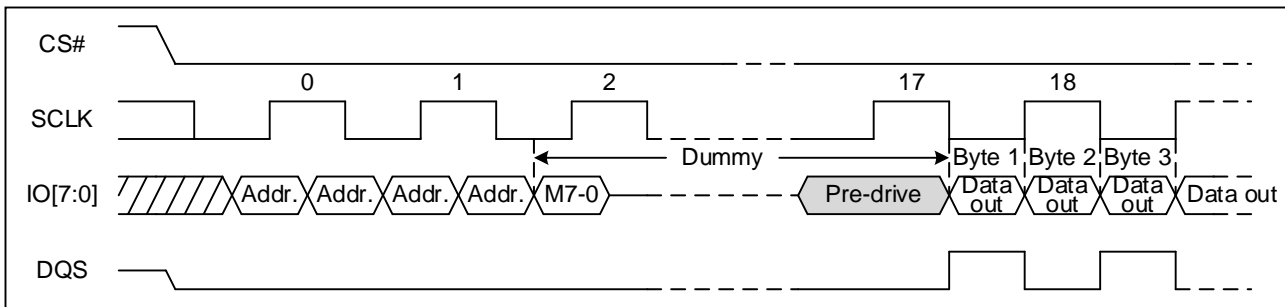 CS#
0 1 2 17 18
SCLK
Dummy Byte 1 Byte 2 Byte 3
IO[7:0] Addr. Addr. Addr. Addr. M7-0 Pre-drive Data out Data out Data out Data out
DQS